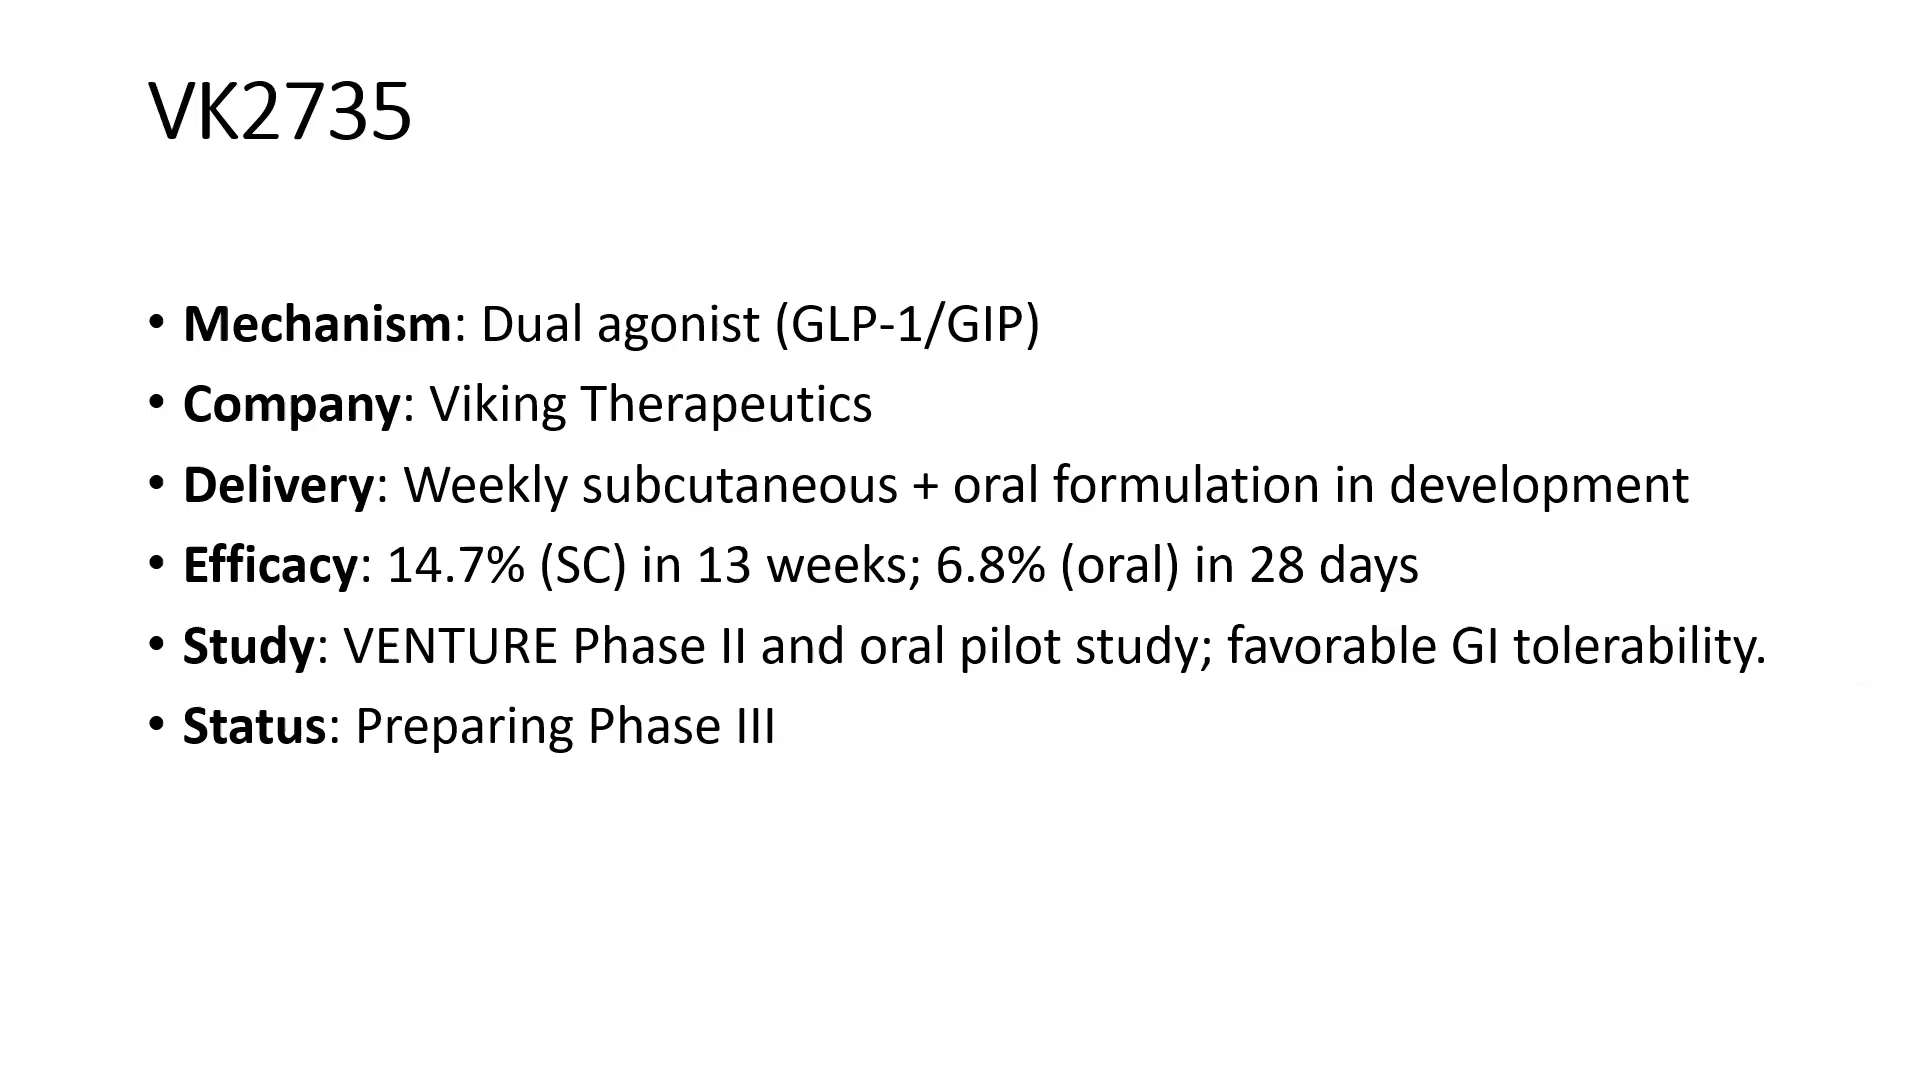 VK2735
• Mechanism: Dual agonist (GLP-1/GIP)
• Company: Viking Therapeutics
• Delivery: Weekly subcutaneous + oral formulation in development
• Efficacy: 14.7% (SC) in 13 weeks; 6.8% (oral) in 28 days
• Study: VENTURE Phase II and oral pilot study; favorable GI tolerability.
• Status: Preparing Phase III